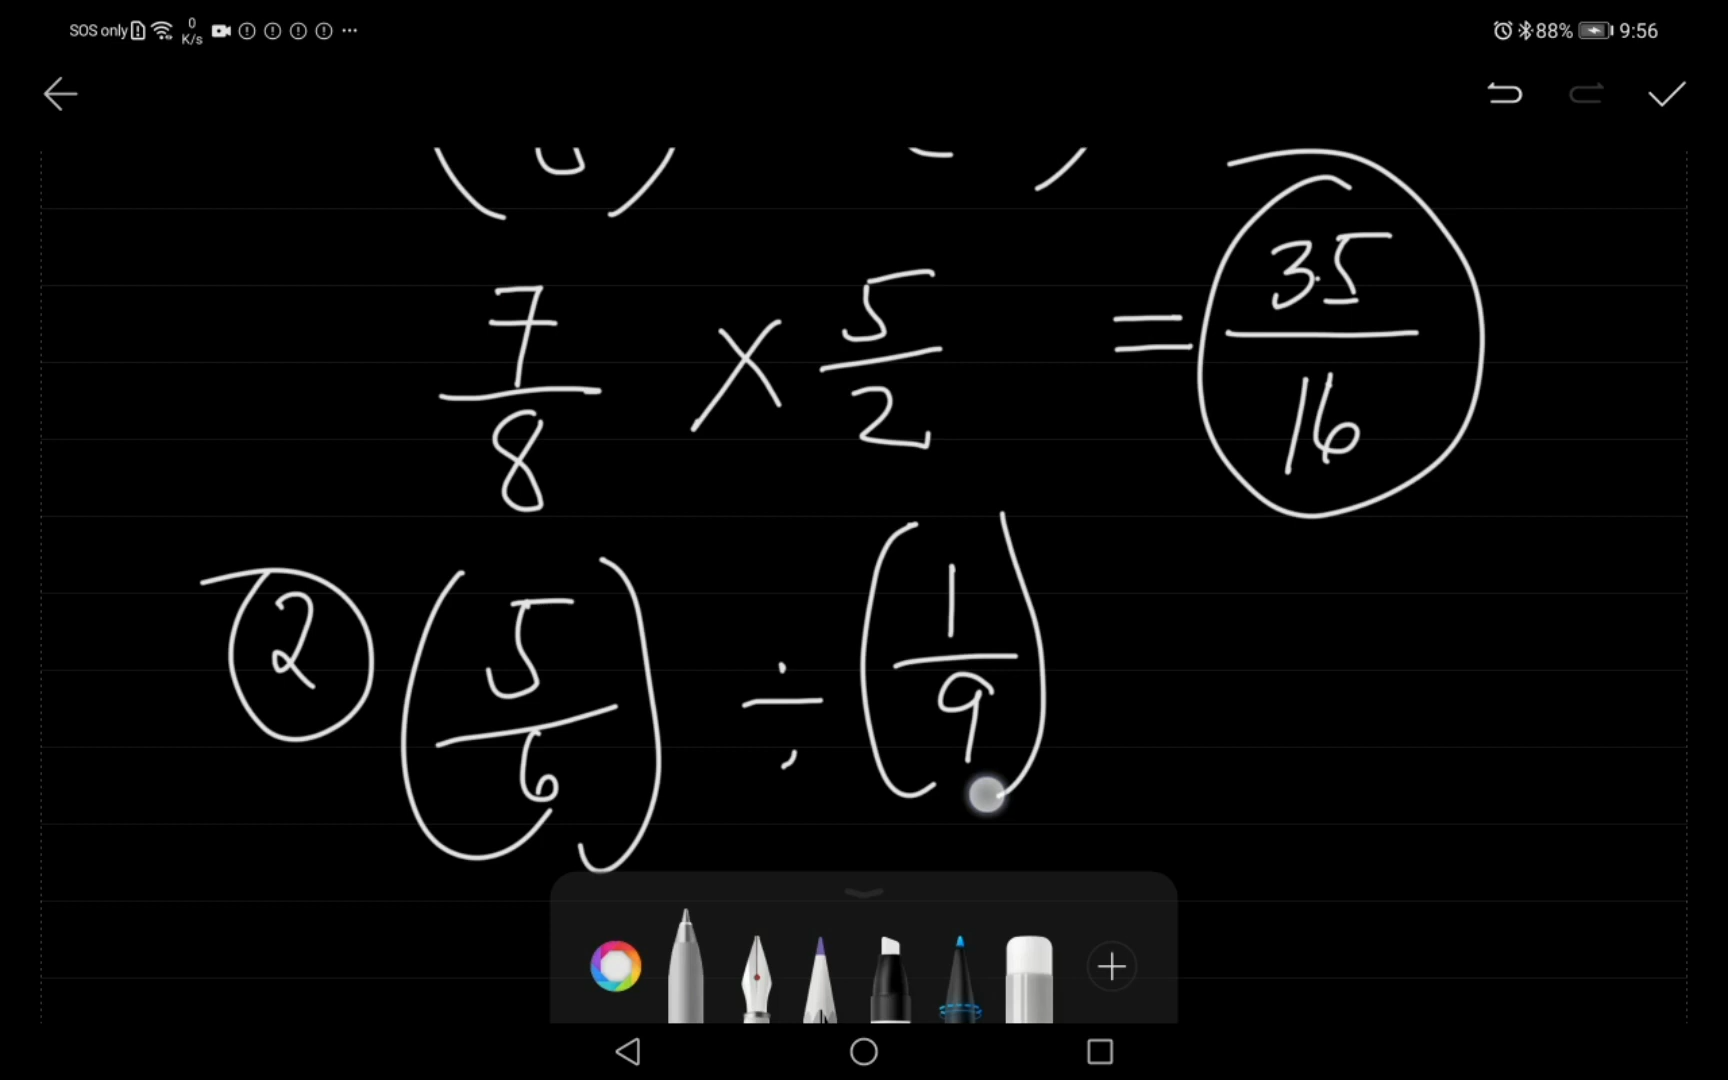 SOS only 0 K/s 88% 9:56
7/8 × 5/2 = 35/16
2 (5/6) ÷ (1/9)